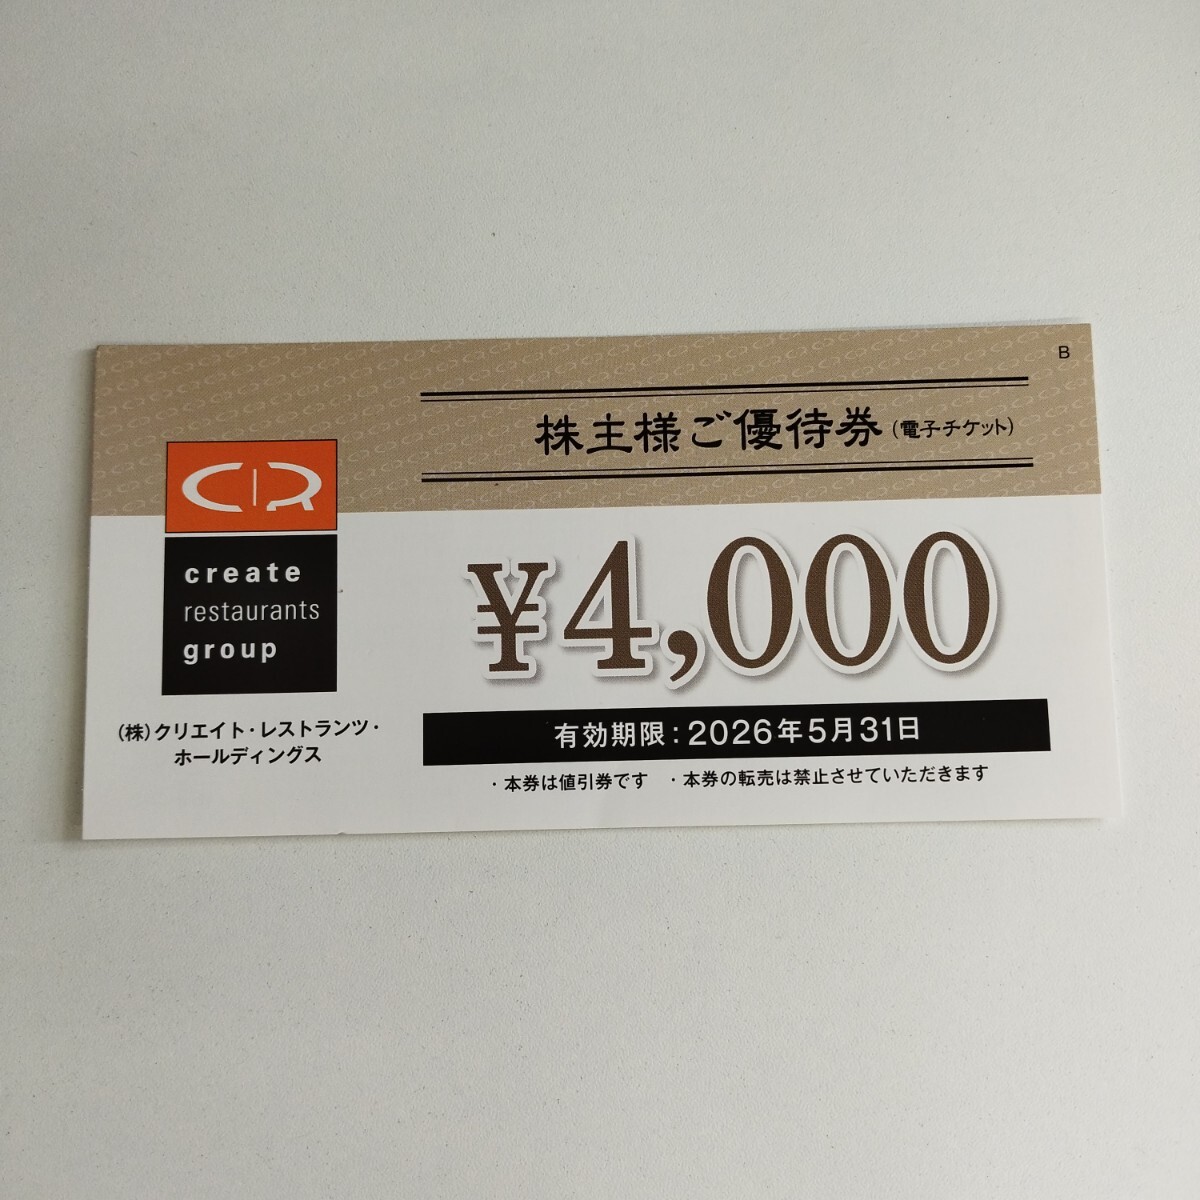 B
株主様ご優待券(電子チケット)
CR
create
restaurants
group
¥4,000
(株)クリエイト・レストランツ・
ホールディングス
有効期限：2026年5月31日
・本券は値引券です ・本券の転売は禁止させていただきます